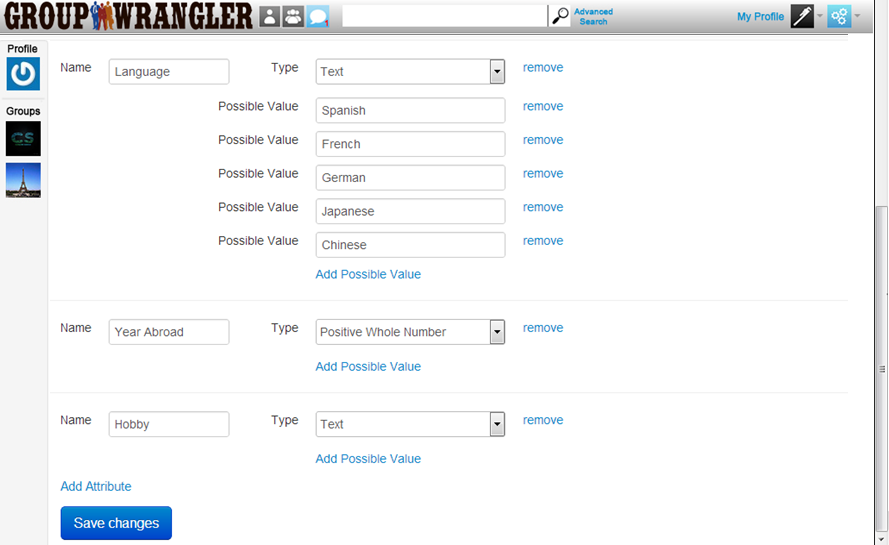 GROUP WRANGLER
Advanced Search
My Profile
Profile
Groups
CS
Name Language Type Text remove
Possible Value Spanish remove
Possible Value French remove
Possible Value German remove
Possible Value Japanese remove
Possible Value Chinese remove
Add Possible Value
Name Year Abroad Type Positive Whole Number remove
Add Possible Value
Name Hobby Type Text remove
Add Possible Value
Add Attribute
Save changes